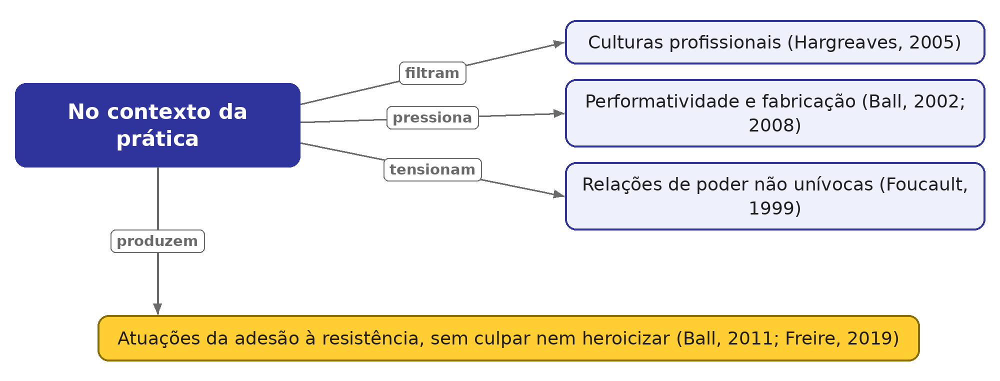 No contexto da
prática
filtram
Culturas profissionais (Hargreaves, 2005)
pressiona
Performatividade e fabricação (Ball, 2002;
2008)
tensionam
Relações de poder não unívocas (Foucault,
1999)
produzem
Atuações da adesão à resistência, sem culpar nem heroicizar (Ball, 2011; Freire, 2019)